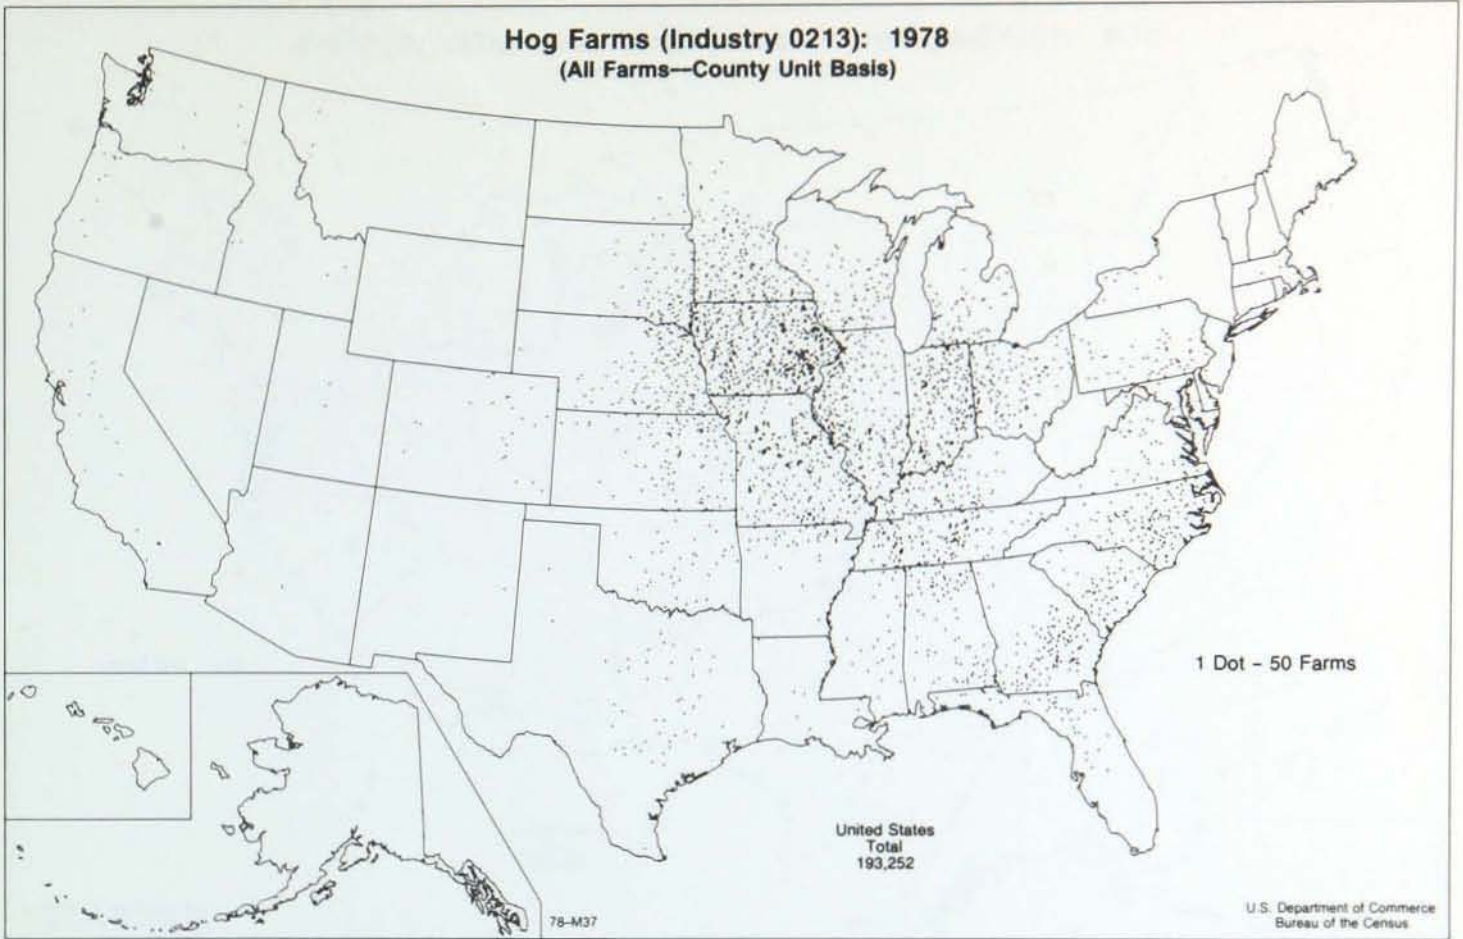 Hog Farms (Industry 0213): 1978
(All Farms—County Unit Basis)
1 Dot - 50 Farms
United States
Total
193,252
78-M37
U.S. Department of Commerce
Bureau of the Census